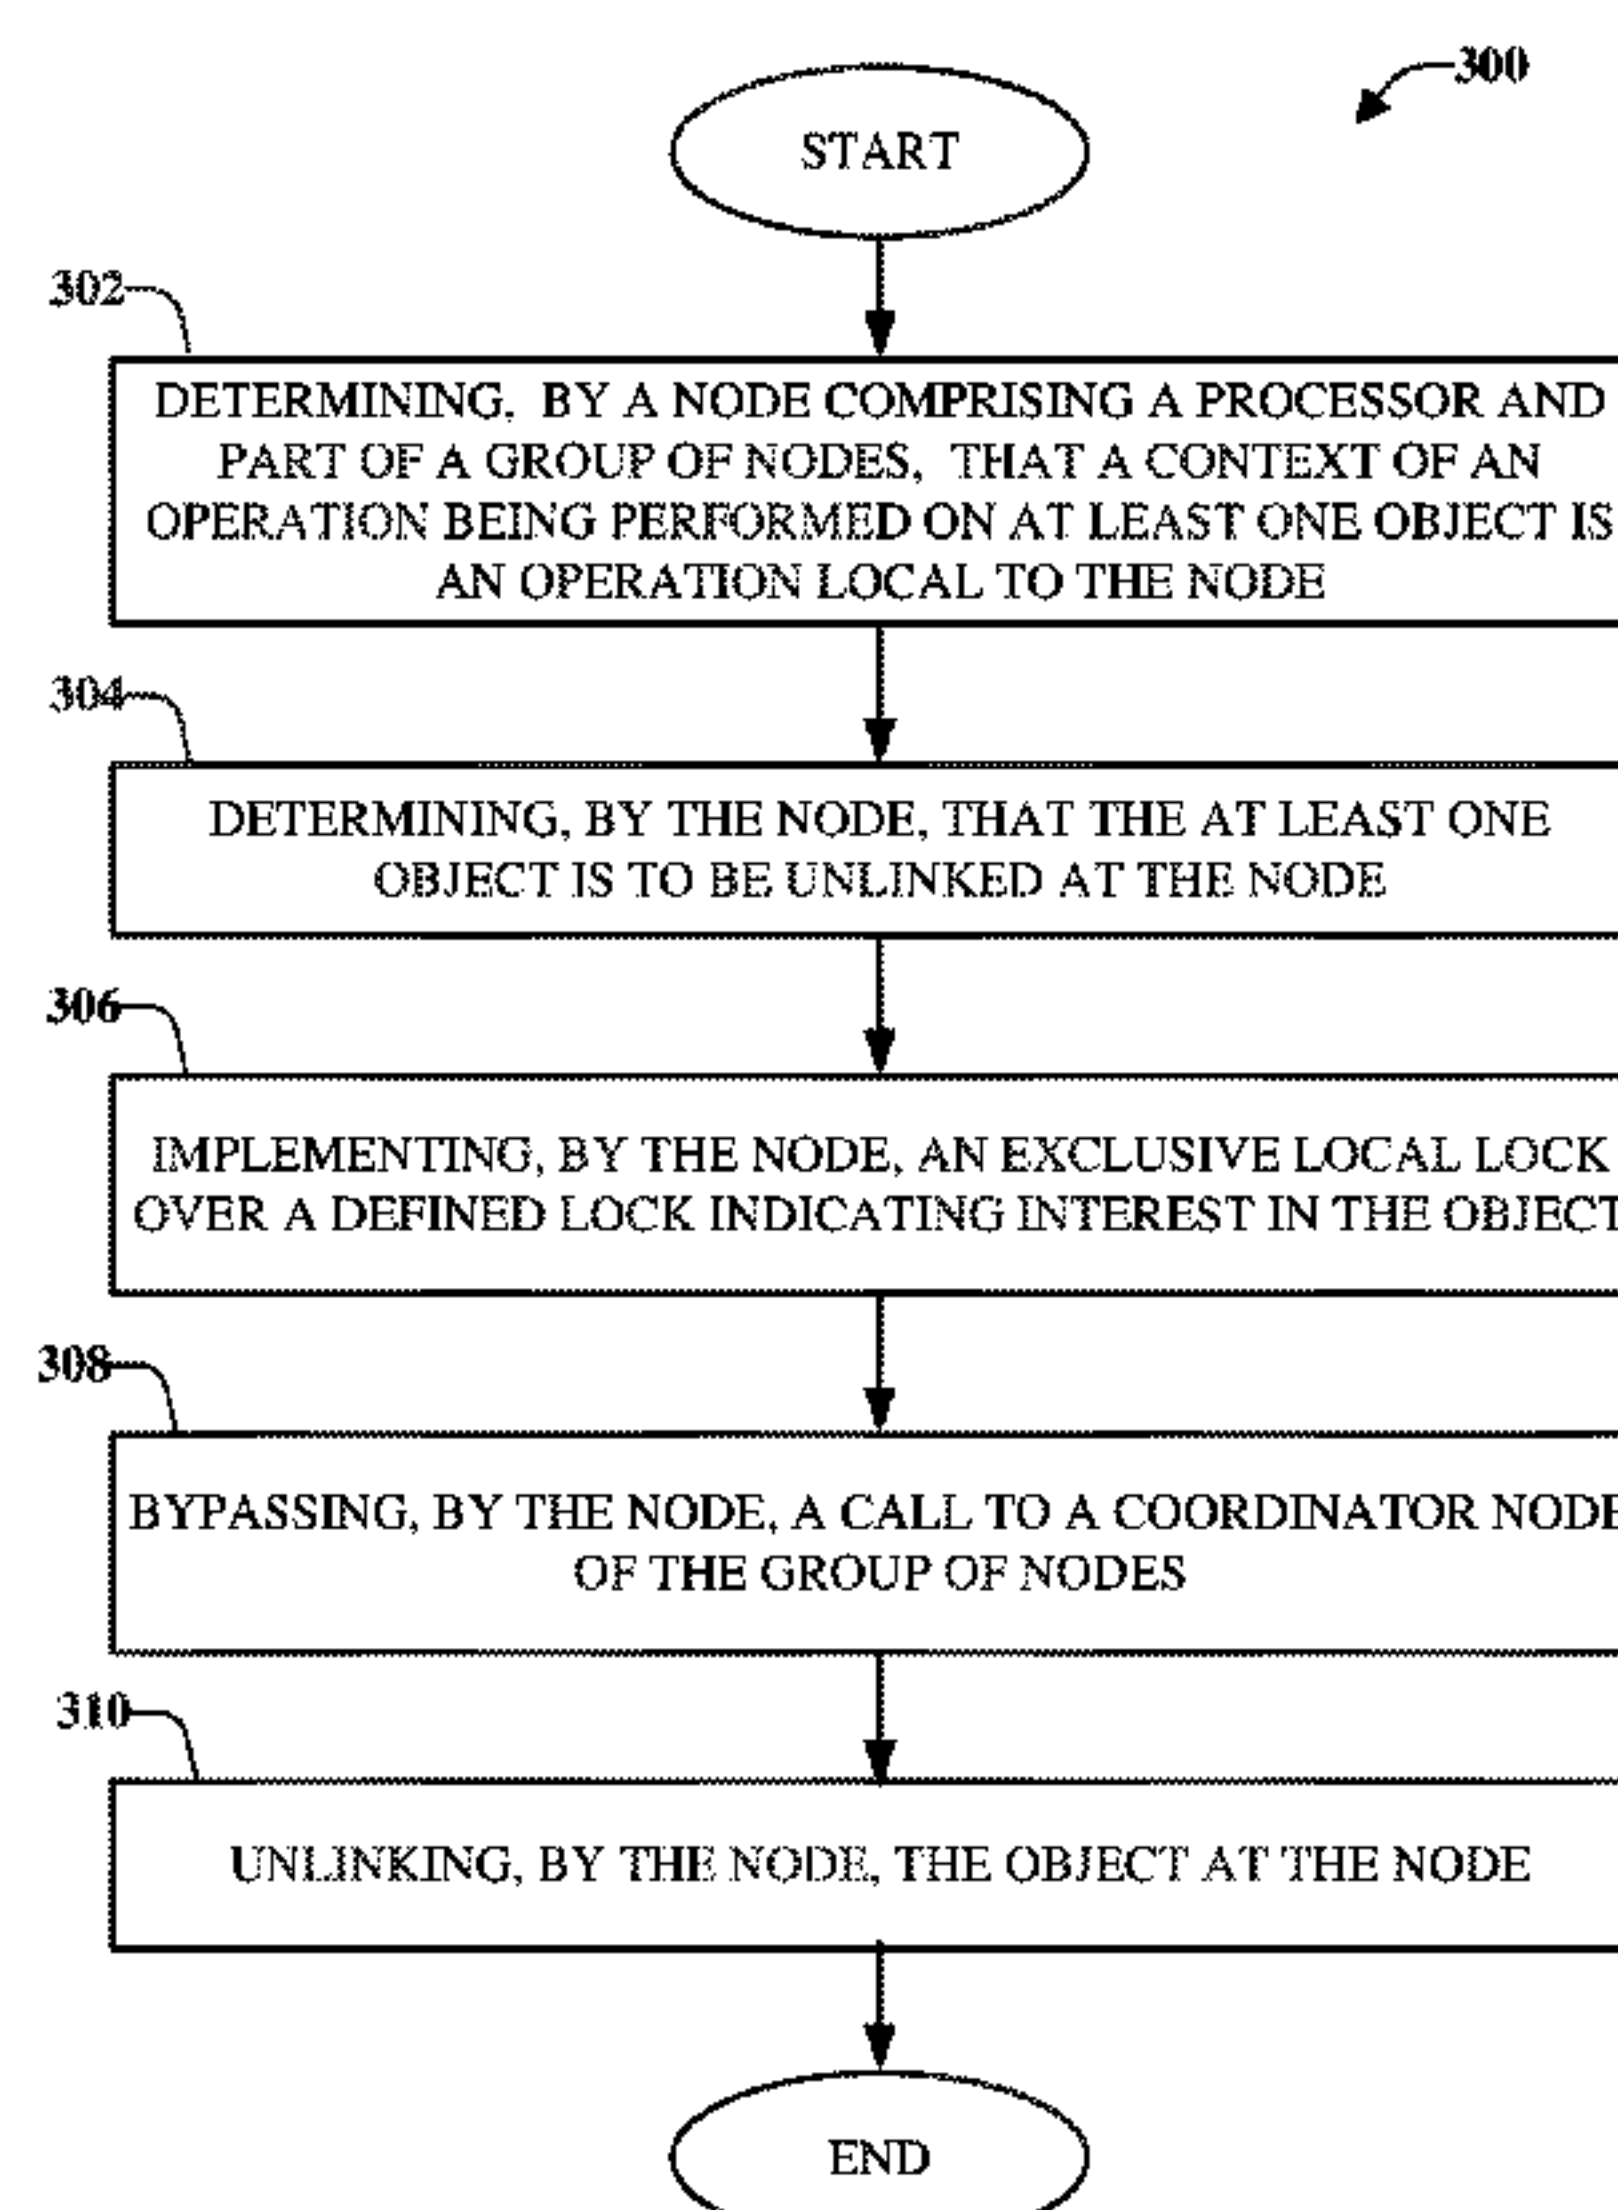 300
START
302
DETERMINING, BY A NODE COMPRISING A PROCESSOR AND
PART OF A GROUP OF NODES, THAT A CONTEXT OF AN
OPERATION BEING PERFORMED ON AT LEAST ONE OBJECT IS
AN OPERATION LOCAL TO THE NODE
304
DETERMINING, BY THE NODE, THAT THE AT LEAST ONE
OBJECT IS TO BE UNLINKED AT THE NODE
306
IMPLEMENTING, BY THE NODE, AN EXCLUSIVE LOCAL LOCK
OVER A DEFINED LOCK INDICATING INTEREST IN THE OBJECT
308
BYPASSING, BY THE NODE, A CALL TO A COORDINATOR NODE
OF THE GROUP OF NODES
310
UNLINKING, BY THE NODE, THE OBJECT AT THE NODE
END